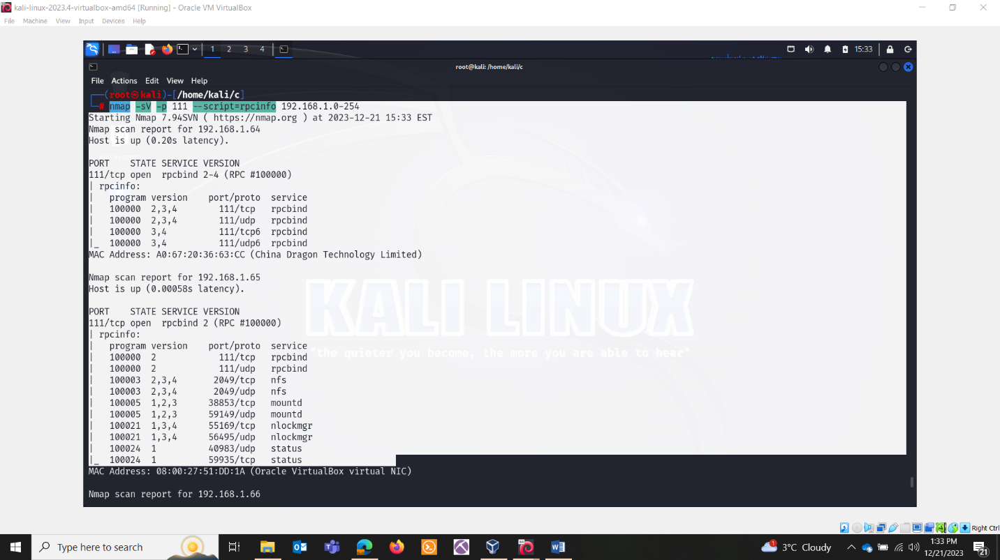 kali-linux-2023.4-virtualbox-amd64 [Running] - Oracle VM VirtualBox
File Machine View Input Devices Help
1 2 3 4 15:33
root@kali: /home/kali/c
File Actions Edit View Help
┌──(root㉿kali)-[/home/kali/c]
└─# nmap -sV -p 111 --script=rpcinfo 192.168.1.0-254
Starting Nmap 7.94SVN ( https://nmap.org ) at 2023-12-21 15:33 EST
Nmap scan report for 192.168.1.64
Host is up (0.20s latency).
PORT    STATE SERVICE VERSION
111/tcp open  rpcbind 2-4 (RPC #100000)
| rpcinfo:
|   program version    port/proto  service
|   100000  2,3,4        111/tcp   rpcbind
|   100000  2,3,4        111/udp   rpcbind
|   100000  3,4          111/tcp6  rpcbind
|_  100000  3,4          111/udp6  rpcbind
MAC Address: A0:67:20:36:63:CC (China Dragon Technology Limited)
Nmap scan report for 192.168.1.65
Host is up (0.00058s latency).
KALI LINUX
"the quieter you become, the more you are able to hear"
PORT    STATE SERVICE VERSION
111/tcp open  rpcbind 2 (RPC #100000)
| rpcinfo:
|   program version    port/proto  service
|   100000  2            111/tcp   rpcbind
|   100000  2            111/udp   rpcbind
|   100003  2,3,4       2049/tcp   nfs
|   100003  2,3,4       2049/udp   nfs
|   100005  1,2,3      38853/tcp   mountd
|   100005  1,2,3      59149/udp   mountd
|   100021  1,3,4      55169/tcp   nlockmgr
|   100021  1,3,4      56495/udp   nlockmgr
|   100024  1          40983/udp   status
|_  100024  1          59935/tcp   status
MAC Address: 08:00:27:51:DD:1A (Oracle VirtualBox virtual NIC)
Nmap scan report for 192.168.1.66
Right Ctrl
Type here to search
1 3°C Cloudy
1:33 PM
12/21/2023
21